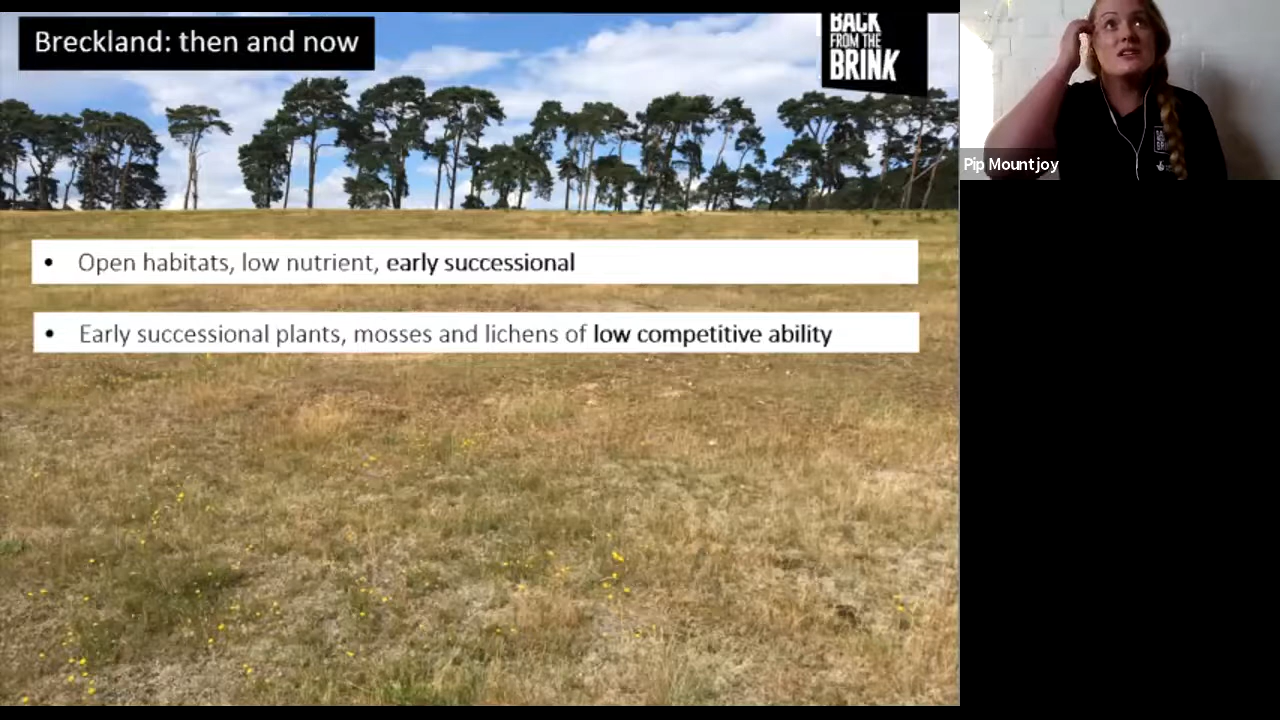 Breckland: then and now
BACK
FROM THE
BRINK
• Open habitats, low nutrient, early successional
• Early successional plants, mosses and lichens of low competitive ability
Pip Mountjoy